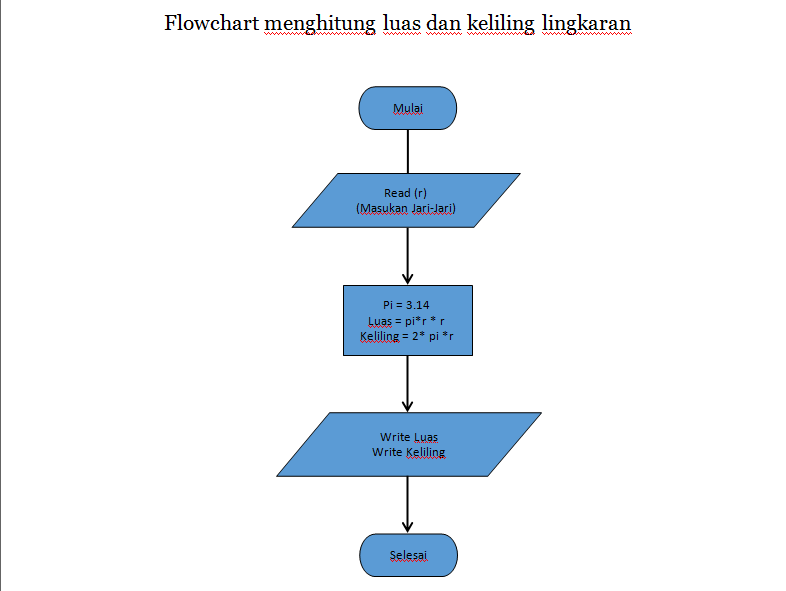 Flowchart menghitung luas dan keliling lingkaran
Mulai
Read (r)
(Masukan Jari-Jari)
Pi = 3.14
Luas = pi*r * r
Keliling = 2* pi *r
Write Luas
Write Keliling
Selesai